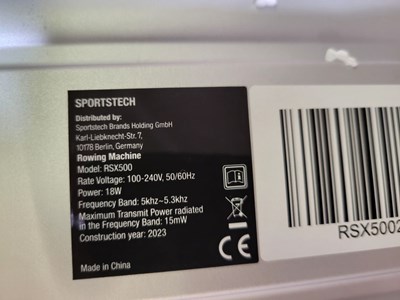 SPORTSTECH
Distributed by:
Sportstech Brands Holding GmbH
Karl-Liebknecht-Str. 7,
10178 Berlin, Germany
Rowing Machine
Model: RSX500
Rate Voltage: 100-240V, 50/60Hz
Power: 18W
Frequency Band: 5khz~5.3khz
Maximum Transmit Power radiated
in the Frequency Band: 15mW
Construction year: 2023
Made in China
CE
RSX5002